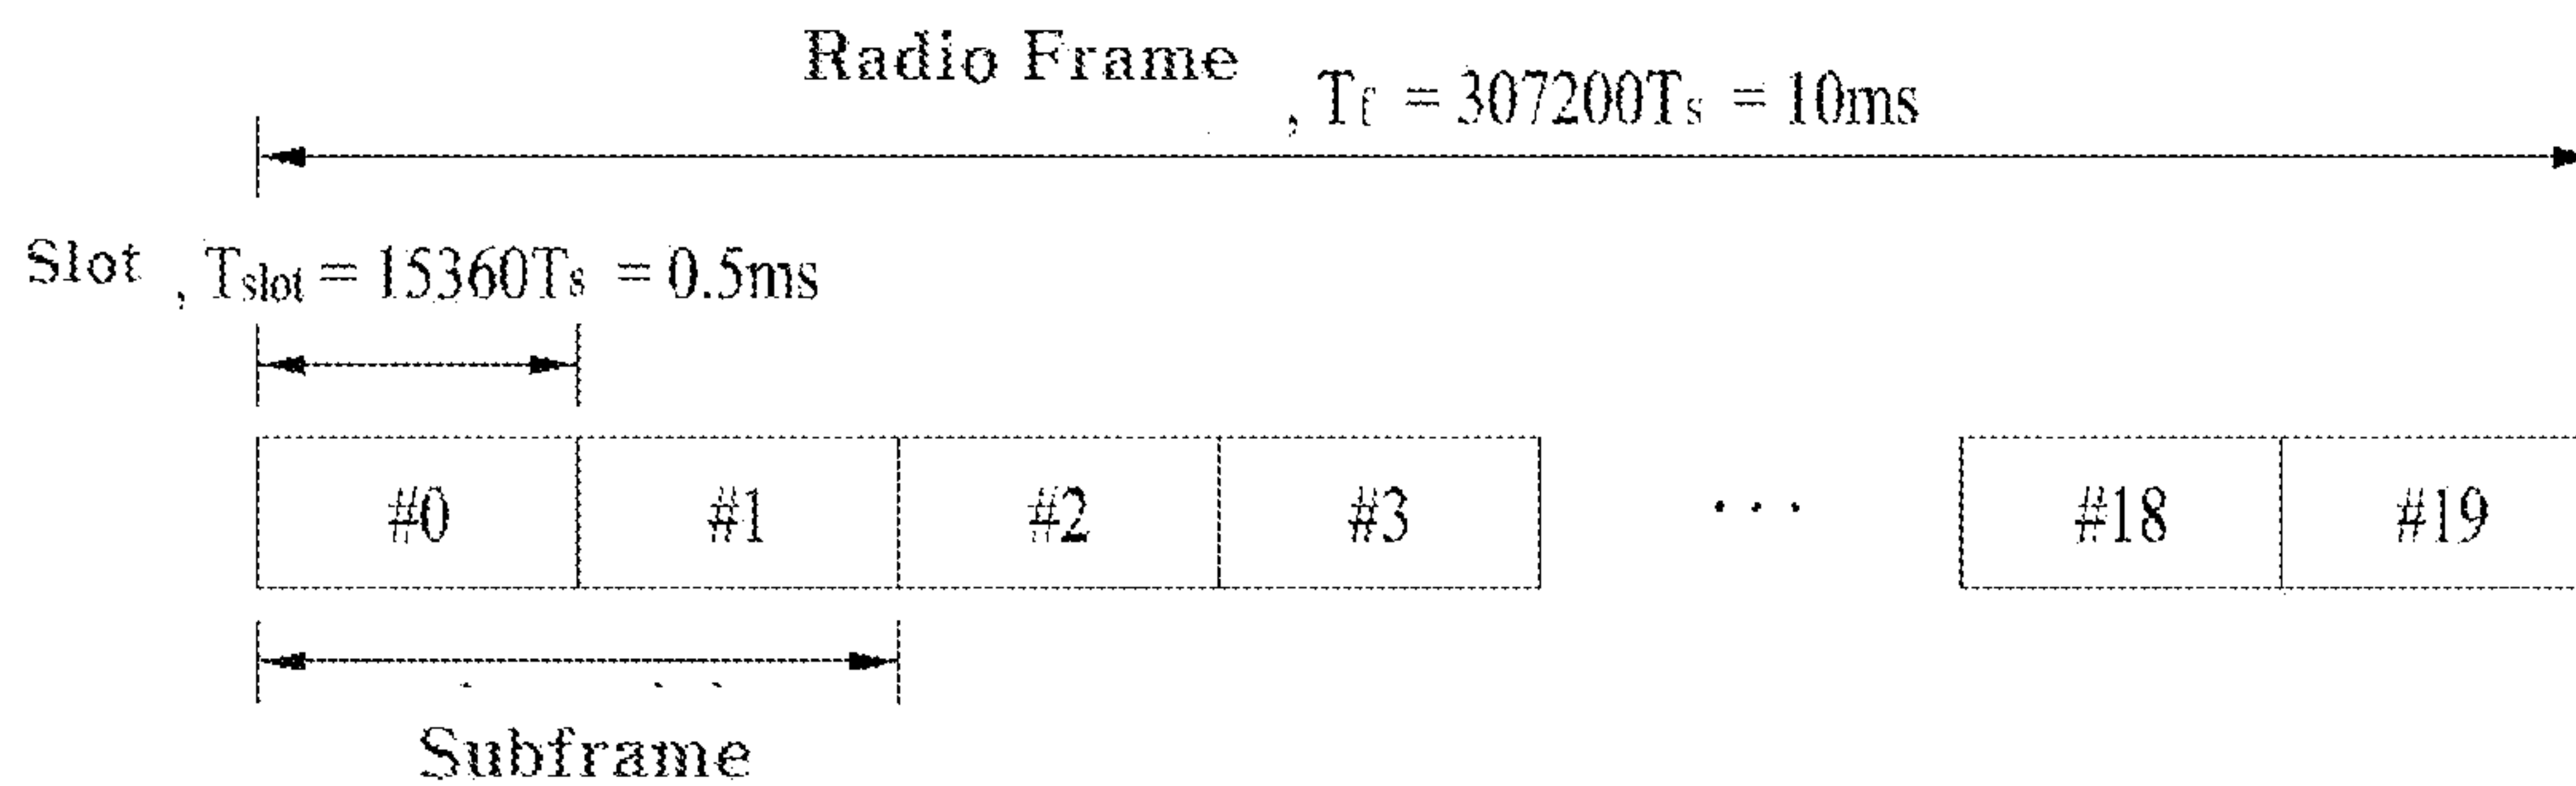 Radio Frame , Tf = 307200Ts = 10ms
Slot , Tslot = 15360Ts = 0.5ms
#0 #1 #2 #3 ... #18 #19
Subframe